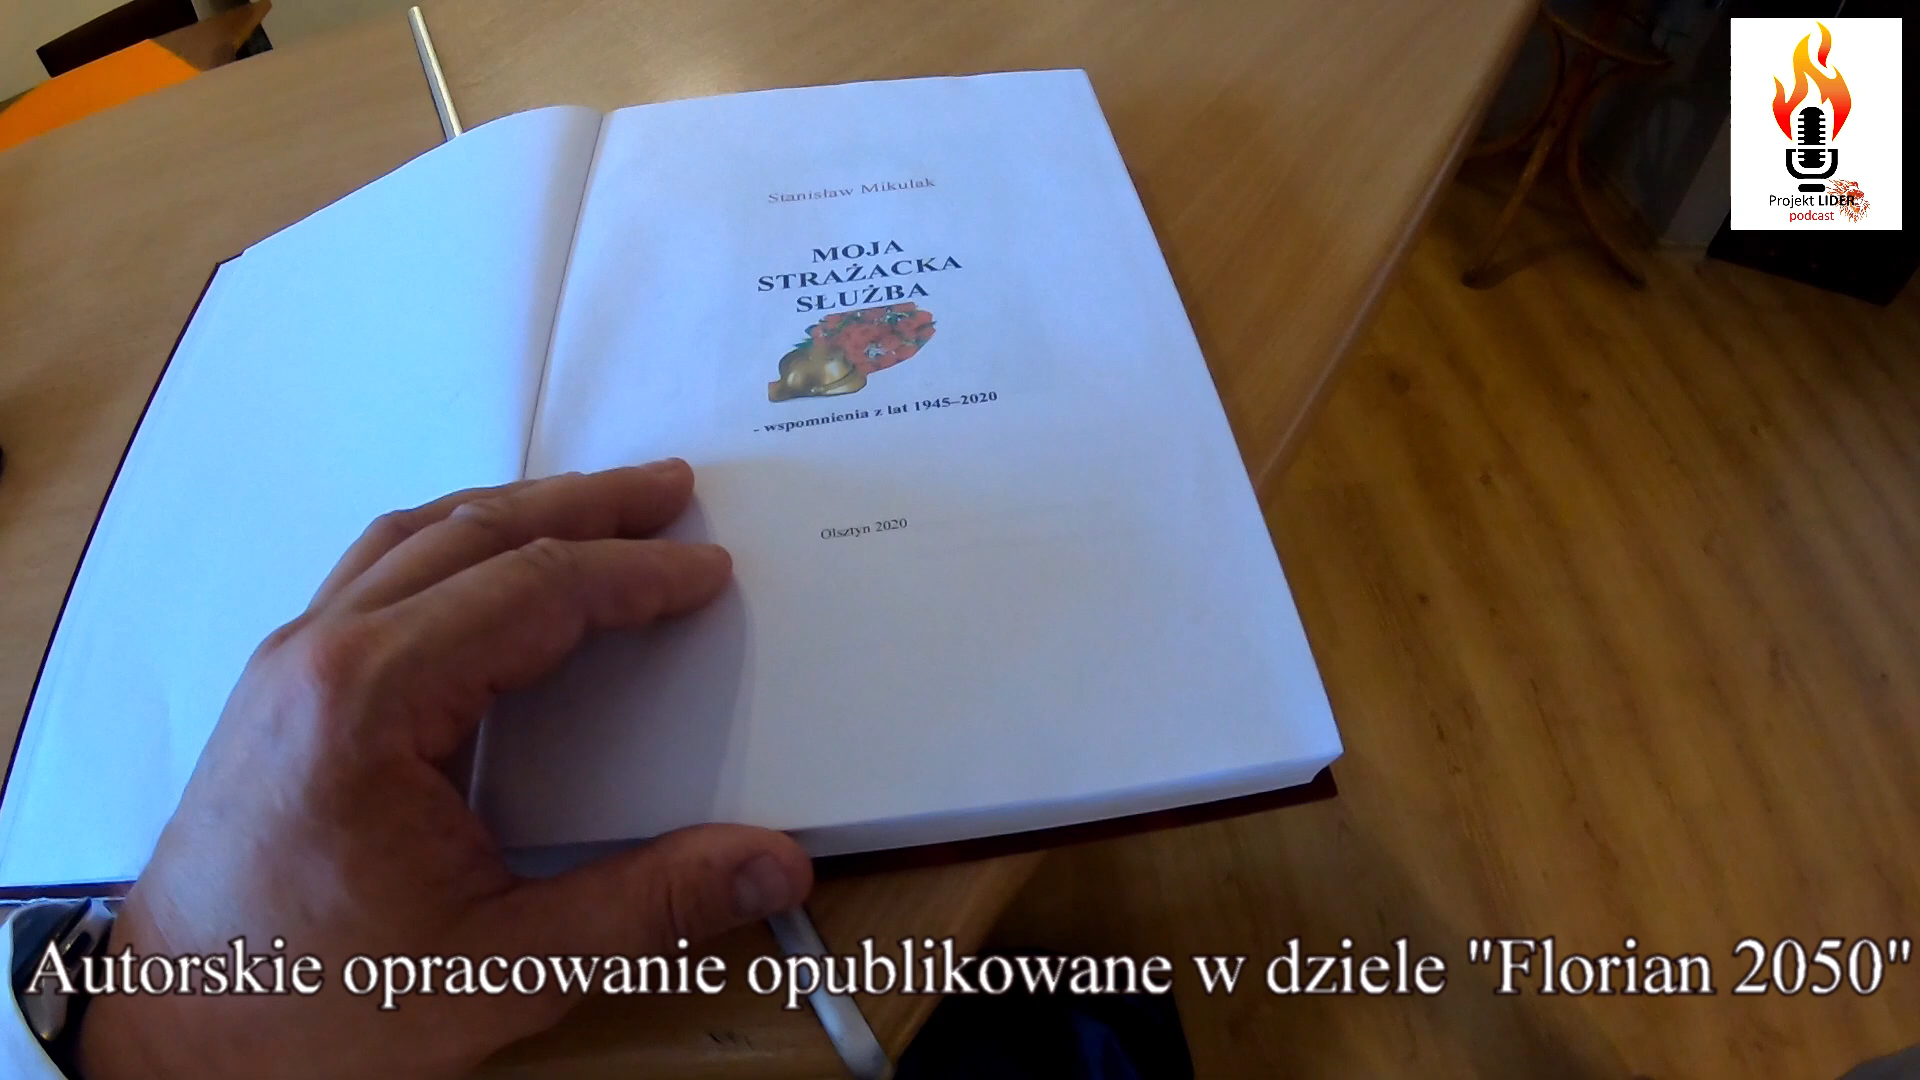 Stanisław Mikulak
MOJA
STRAŻACKA
SŁUŻBA
- wspomnienia z lat 1945–2020
Olsztyn 2020
Projekt LIDER
podcast
Autorskie opracowanie opublikowane w dziele "Florian 2050"